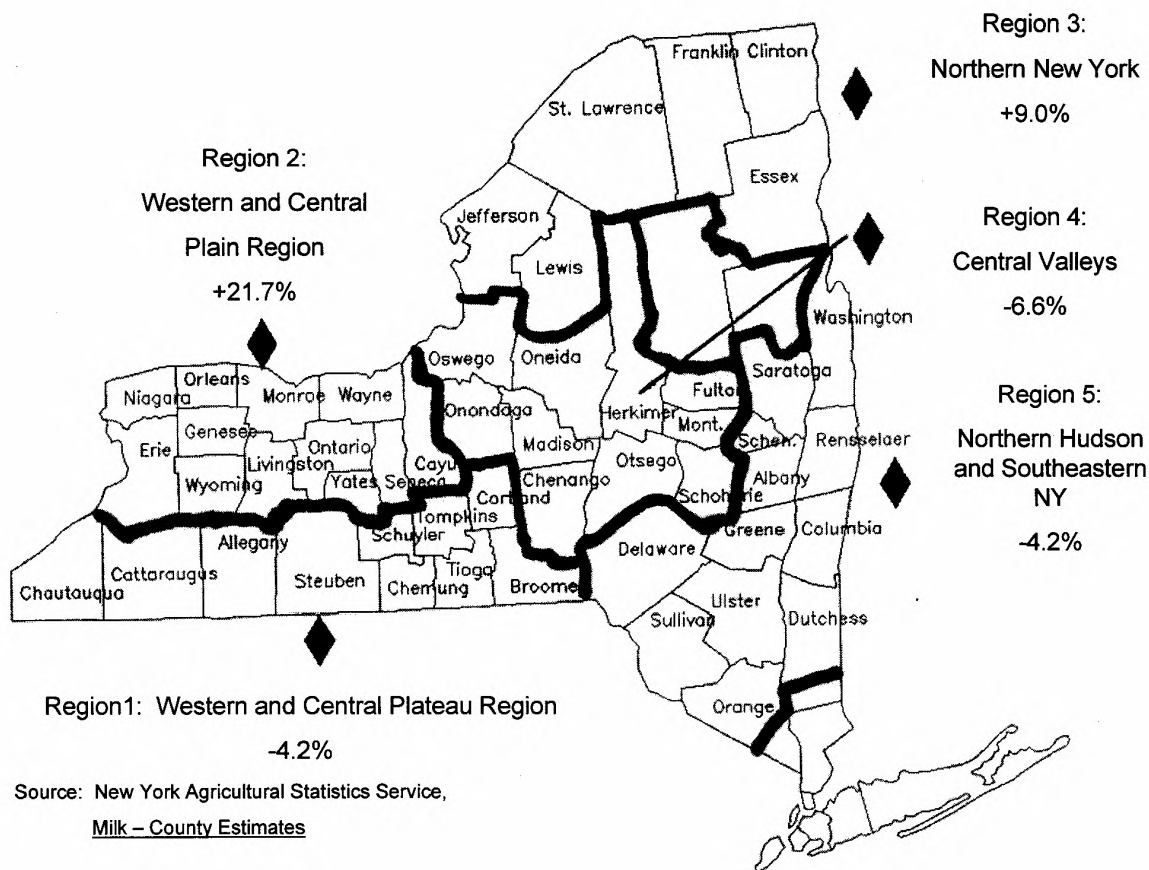 Region 3:
Northern New York
+9.0%
Region 2:
Western and Central
Plain Region
+21.7%
Region 4:
Central Valleys
-6.6%
Region 5:
Northern Hudson
and Southeastern
NY
-4.2%
Franklin Clinton
St. Lawrence
Essex
Jefferson
Lewis
Washington
Oswego
Oneida
Saratoga
Niagara
Orleans
Monroe
Wayne
Fulton
Onondaga
Herkimer
Mont.
Genesee
Erie
Ontario
Madison
Schen.
Rensselaer
Livingston
Cayu
Otsego
Wyoming
Yates
Seneca
Chenango
Albany
Cortland
Schoharie
Tompkins
Greene
Columbia
Allegany
Schuyler
Delaware
Cattaraugus
Steuben
Tioga
Chautauqua
Chemung
Broome
Ulster
Sullivan
Dutchess
Orange
Region1: Western and Central Plateau Region
-4.2%
Source: New York Agricultural Statistics Service,
Milk – County Estimates